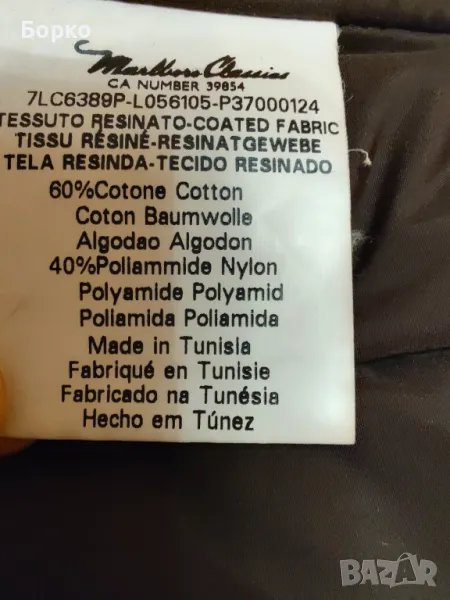 Борко
Marlboro Classics
CA NUMBER 39854
7LC6389P-L056105-P37000124
TESSUTO RESINATO-COATED FABRIC
TISSU RÉSINÉ-RESINATGEWEBE
TELA RESINDA-TECIDO RESINADO
60%Cotone Cotton
Coton Baumwolle
Algodao Algodon
40%Poliammide Nylon
Polyamide Polyamid
Poliamida Poliamida
Made in Tunisia
Fabriqué en Tunisie
Fabricado na Tunésia
Hecho em Túnez
BAZAR